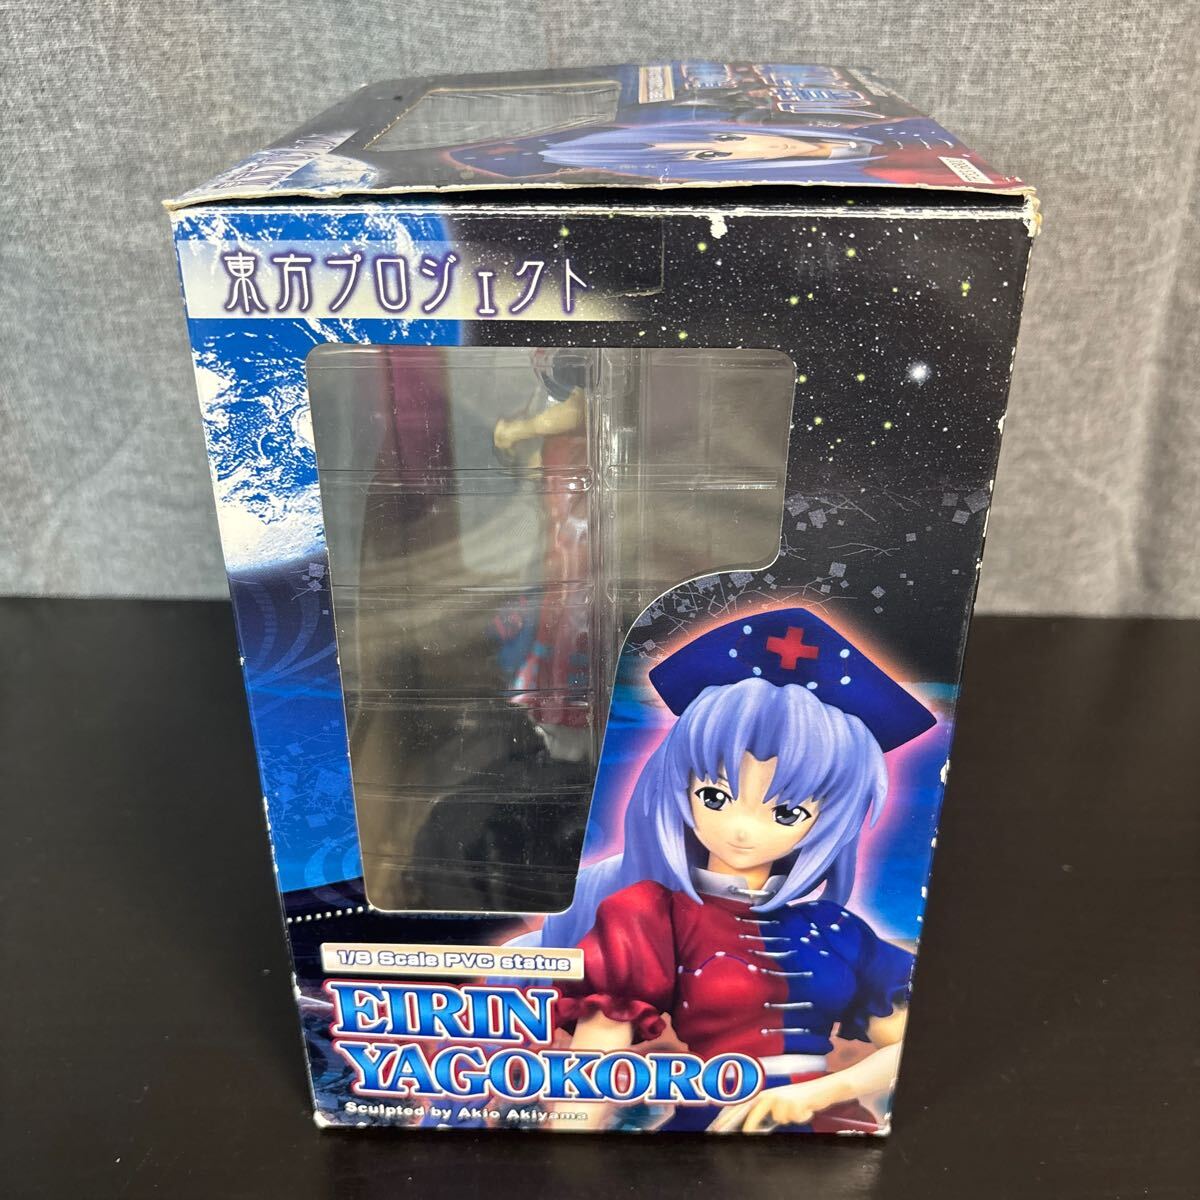 東方プロジェクト
1/8 Scale PVC statue
EIRIN
YAGOKORO
Sculpted by Akio Akiyama